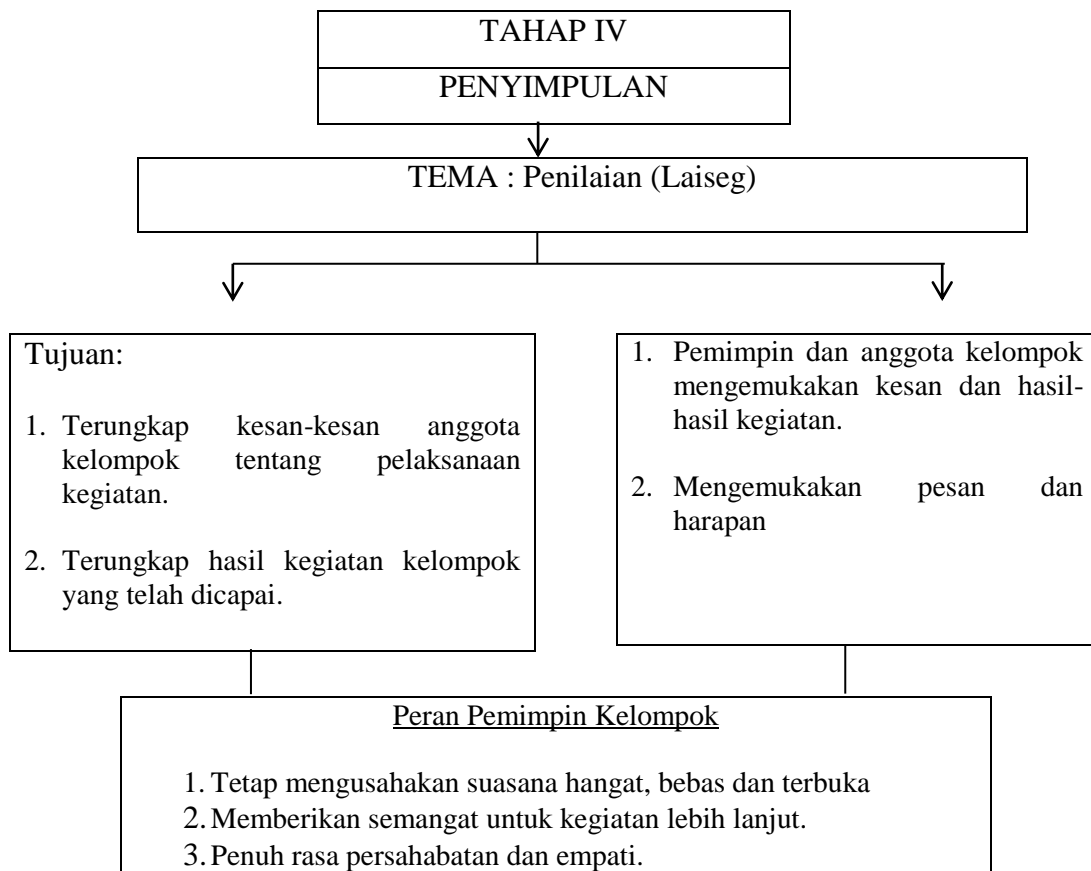 TAHAP IV
PENYIMPULAN
TEMA : Penilaian (Laiseg)
Tujuan:
1. Terungkap kesan-kesan anggota
kelompok tentang pelaksanaan
kegiatan.
2. Terungkap hasil kegiatan kelompok
yang telah dicapai.
1. Pemimpin dan anggota kelompok
mengemukakan kesan dan hasil-
hasil kegiatan.
2. Mengemukakan pesan dan
harapan
Peran Pemimpin Kelompok
1. Tetap mengusahakan suasana hangat, bebas dan terbuka
2. Memberikan semangat untuk kegiatan lebih lanjut.
3. Penuh rasa persahabatan dan empati.